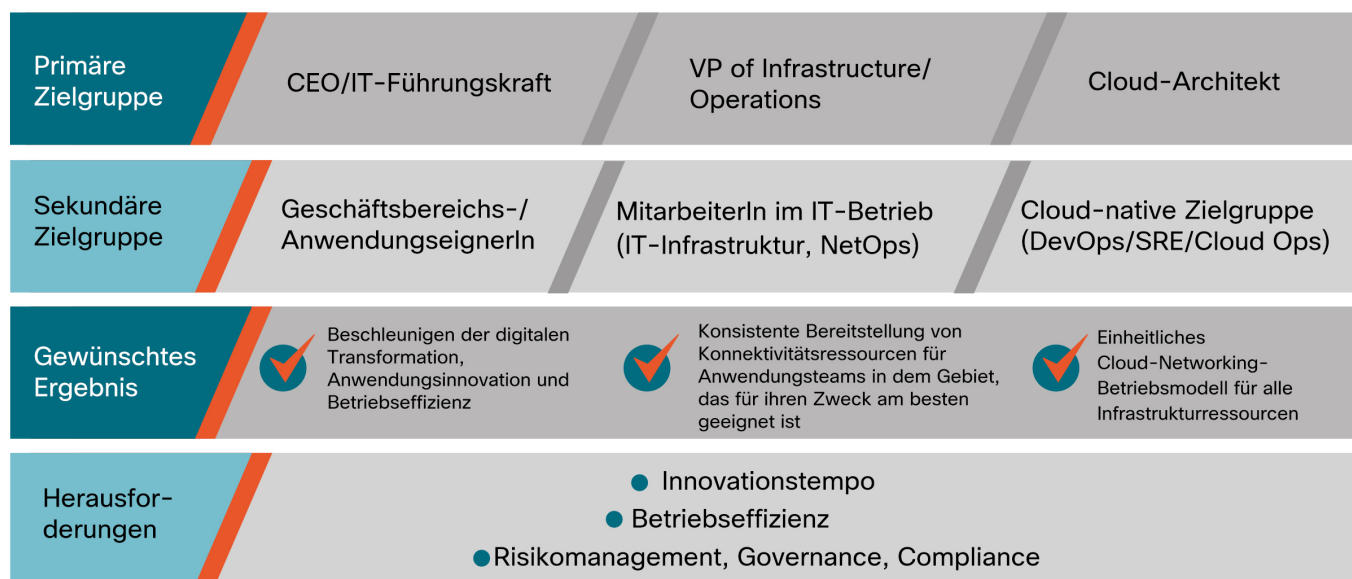 Primäre
Zielgruppe
CEO/IT-Führungskraft
VP of Infrastructure/
Operations
Cloud-Architekt
Sekundäre
Zielgruppe
Geschäftsbereichs-/
AnwendungseignerIn
MitarbeiterIn im IT-Betrieb
(IT-Infrastruktur, NetOps)
Cloud-native Zielgruppe
(DevOps/SRE/Cloud Ops)
Gewünschtes
Ergebnis
Beschleunigen der digitalen
Transformation,
Anwendungsinnovation und
Betriebseffizienz
Konsistente Bereitstellung von
Konnektivitätsressourcen für
Anwendungsteams in dem Gebiet,
das für ihren Zweck am besten
geeignet ist
Einheitliches
Cloud-Networking-
Betriebsmodell für alle
Infrastrukturressourcen
Herausfor-
derungen
Innovationstempo
Betriebseffizienz
Risikomanagement, Governance, Compliance